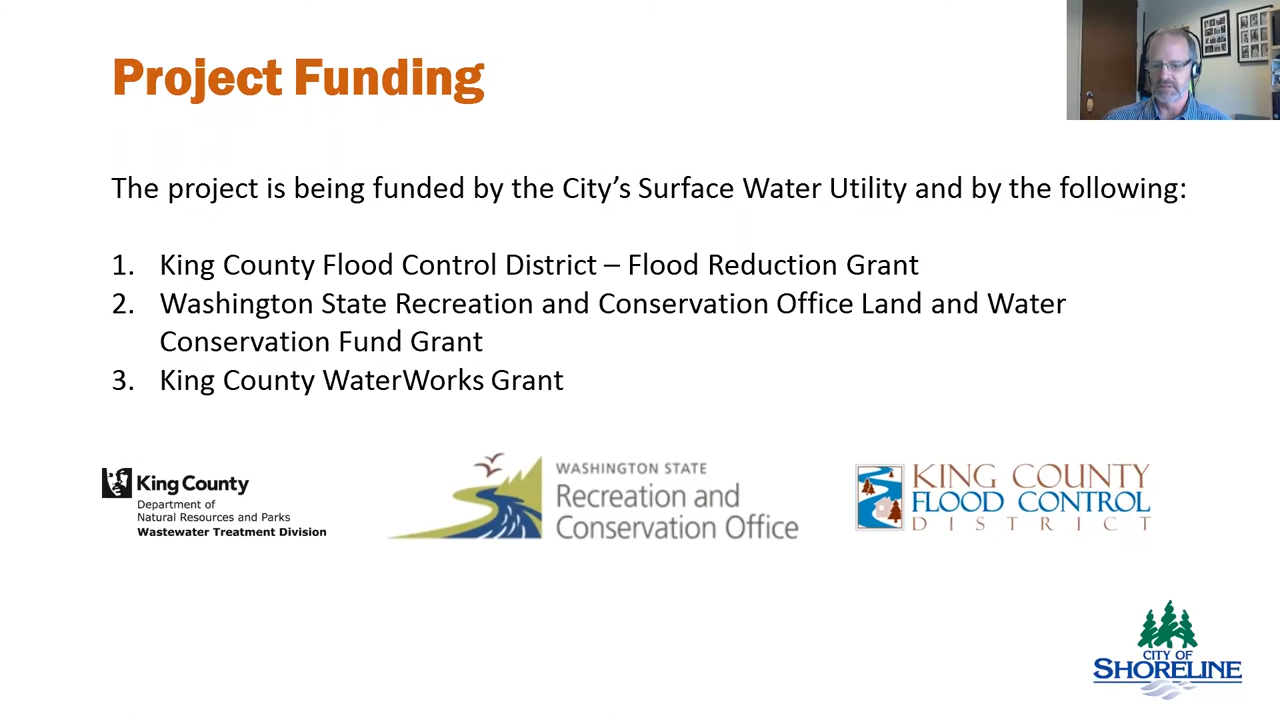 Project Funding
The project is being funded by the City’s Surface Water Utility and by the following:
1. King County Flood Control District – Flood Reduction Grant
2. Washington State Recreation and Conservation Office Land and Water
Conservation Fund Grant
3. King County WaterWorks Grant
King County
Department of
Natural Resources and Parks
Wastewater Treatment Division
WASHINGTON STATE
Recreation and
Conservation Office
KING COUNTY
FLOOD CONTROL
DISTRICT
CITY OF
SHORELINE